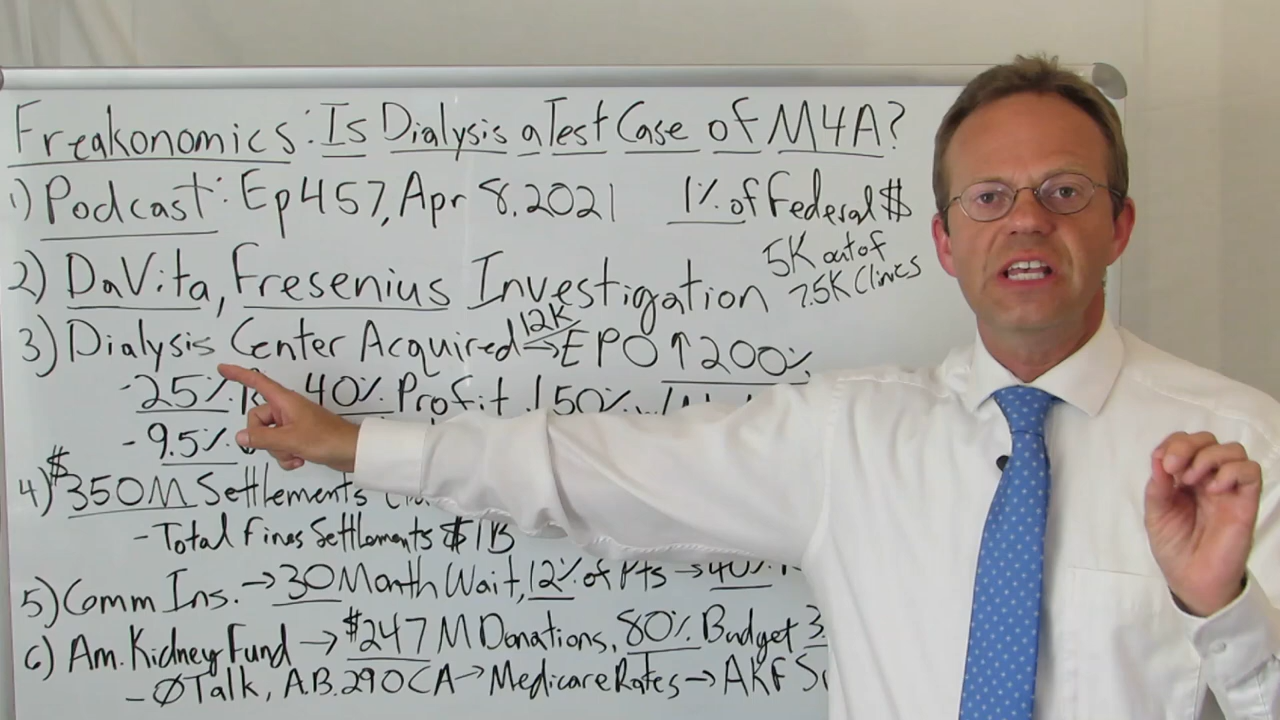 Freakonomics: Is Dialysis a Test Case of M4A?
1) Podcast: Ep 457, Apr 8, 2021 1% of Federal $
2) DaVita, Fresenius Investigation 5K out of 7.5K Clinics
3) Dialysis Center Acquired 12K → EPO ↑ 200%
-25% 40% Profit 150%
-9.5%
4) $350M Settlements
- Total Fines Settlements $1B
5) Comm Ins. → 30 Month Wait, 12% of Pts → 40%
6) Am. Kidney Fund → $247M Donations, 80% Budget 3
- ØTalk, A.B. 290 CA → Medicare Rates → AKF